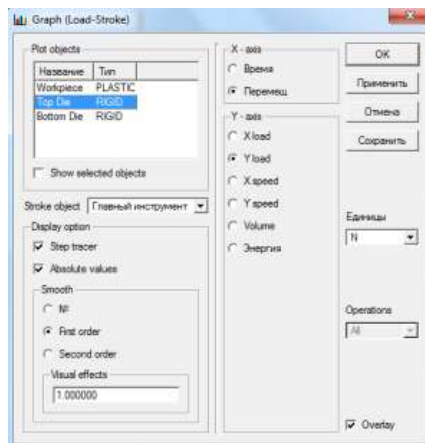 Graph (Load-Stroke)
Plot objects
Название Тип
Workpiece PLASTIC
Top Die RIGID
Bottom Die RIGID
Show selected objects
Stroke object Главный инструмент
Display option
Step tracer
Absolute values
Smooth
№
First order
Second order
Visual effects
1.000000
X - axis
Время
Перемещ
Y - axis
X load
Y load
X speed
Y speed
Volume
Энергия
OK
Применить
Отмена
Сохранить
Единицы
N
Operations
All
Overlay